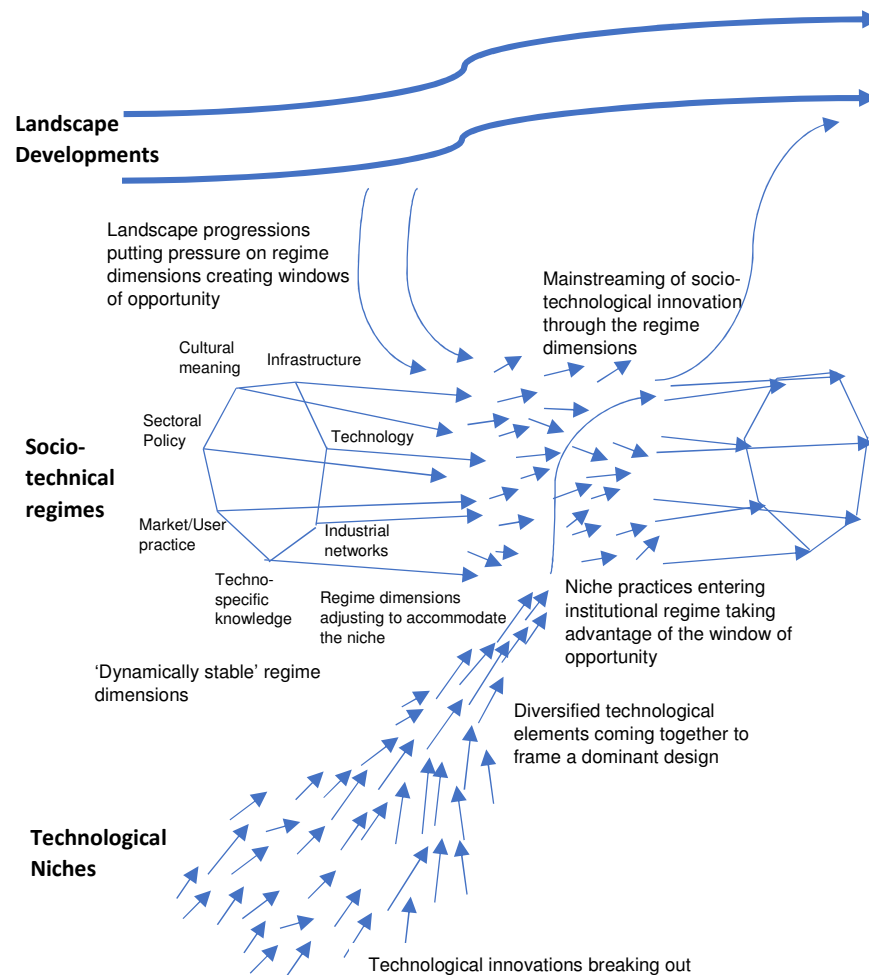 Landscape
Developments
Landscape progressions
putting pressure on regime
dimensions creating windows
of opportunity
Mainstreaming of socio-
technological innovation
through the regime
dimensions
Cultural
meaning
Infrastructure
Sectoral
Policy
Technology
Socio-
technical
regimes
Market/User
practice
Industrial
networks
Techno-
specific
knowledge
Regime dimensions
adjusting to accommodate
the niche
Niche practices entering
institutional regime taking
advantage of the window of
opportunity
‘Dynamically stable’ regime
dimensions
Diversified technological
elements coming together to
frame a dominant design
Technological
Niches
Technological innovations breaking out